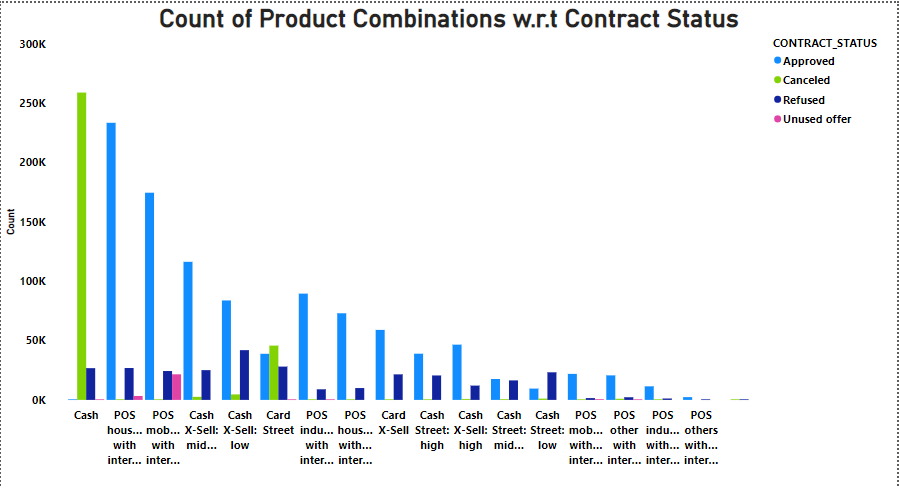 Count of Product Combinations w.r.t Contract Status
300K
250K
200K
150K
100K
50K
0K
Count
CONTRACT_STATUS
Approved
Canceled
Refused
Unused offer
Cash
POS
hous...
with
inter...
POS
mob...
with
inter...
Cash
X-Sell:
mid...
Cash
X-Sell:
low
Card
Street
POS
indu...
with
inter...
POS
hous...
with...
inter...
Card
X-Sell
Cash
Street:
high
Cash
X-Sell:
high
Cash
Street:
mid...
Cash
Street:
low
POS
mob...
with...
inter...
POS
other
with
inter...
POS
indu...
with...
inter...
POS
others
with...
inter...